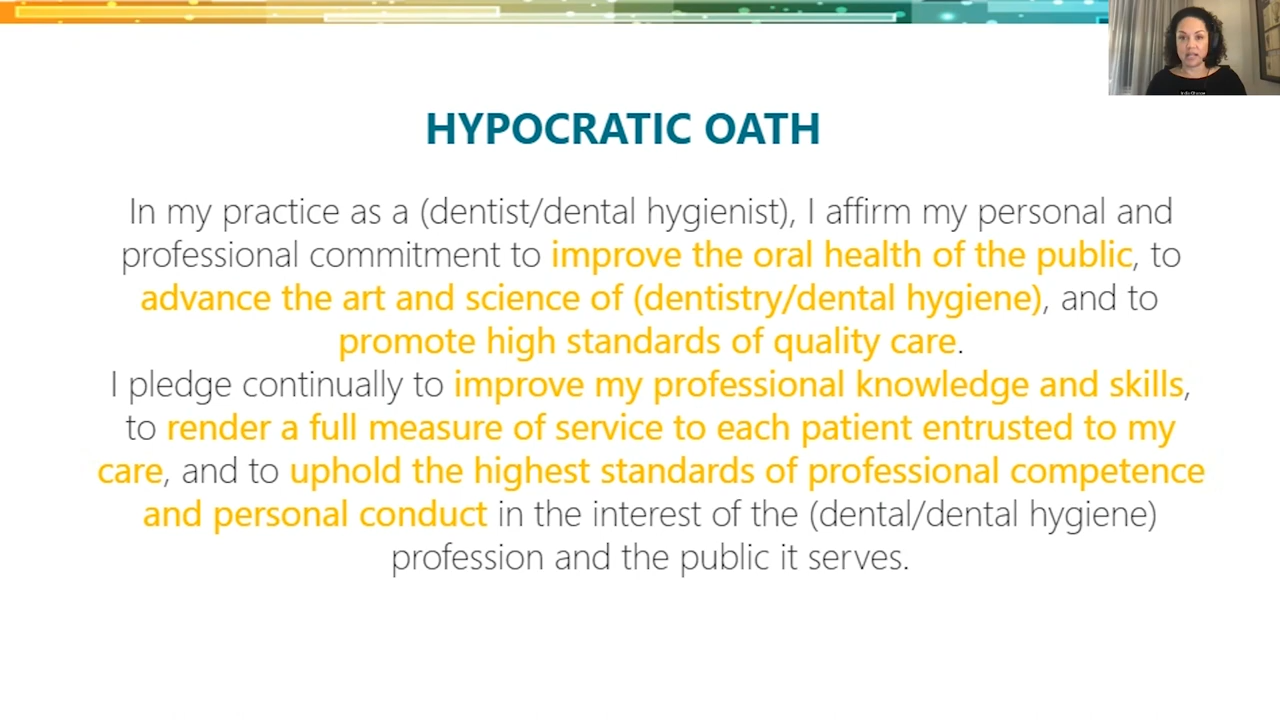 HYPOCRATIC OATH
In my practice as a (dentist/dental hygienist), I affirm my personal and
professional commitment to improve the oral health of the public, to
advance the art and science of (dentistry/dental hygiene), and to
promote high standards of quality care.
I pledge continually to improve my professional knowledge and skills,
to render a full measure of service to each patient entrusted to my
care, and to uphold the highest standards of professional competence
and personal conduct in the interest of the (dental/dental hygiene)
profession and the public it serves.